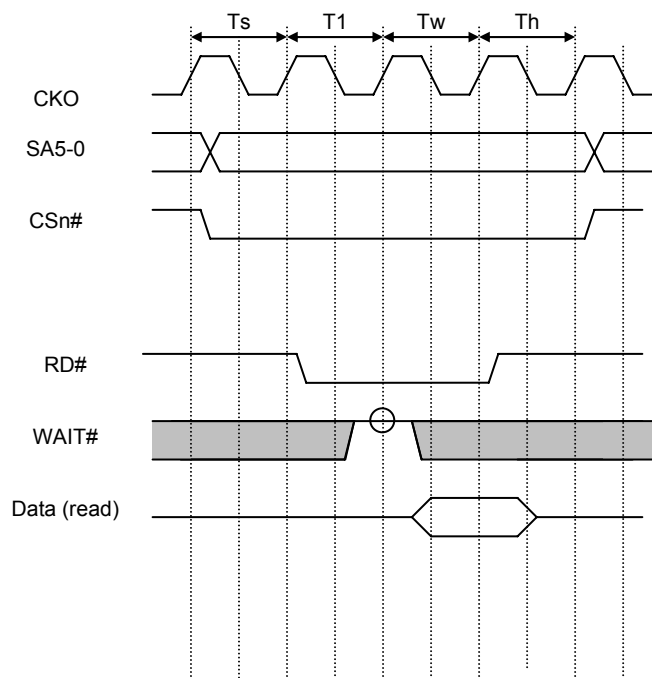 Ts T1 Tw Th
CKO
SA5-0
CSn#
RD#
WAIT#
Data (read)